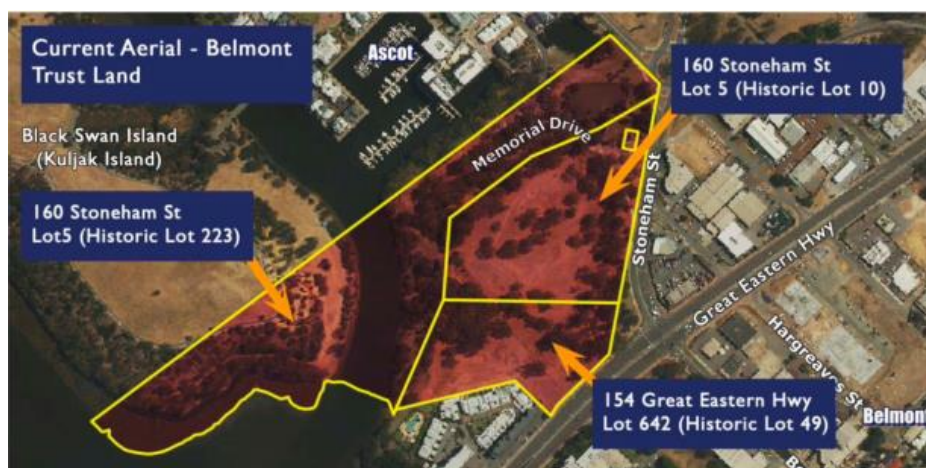 Current Aerial - Belmont
Trust Land
Ascot
160 Stoneham St
Lot 5 (Historic Lot 10)
Black Swan Island
(Kuljak Island)
Memorial Drive
160 Stoneham St
Lot5 (Historic Lot 223)
Stoneham St
Great Eastern Hwy
Hargreaves St
154 Great Eastern Hwy
Lot 642 (Historic Lot 49)
Belmont